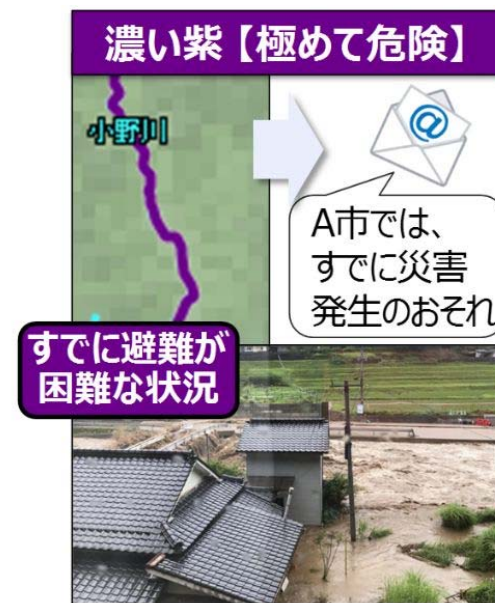 濃い紫【極めて危険】
小野川
@
A市では、
すでに災害
発生のおそれ
すでに避難が
困難な状況